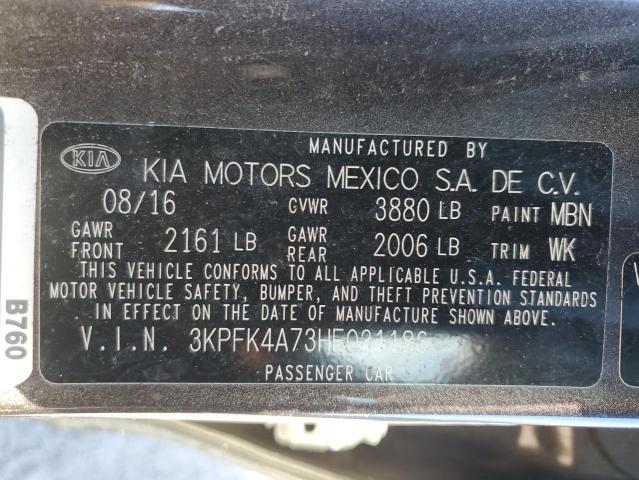 MANUFACTURED BY
KIA KIA MOTORS MEXICO S.A. DE C.V.
08/16 GVWR 3880 LB PAINT MBN
GAWR FRONT 2161 LB GAWR REAR 2006 LB TRIM WK
THIS VEHICLE CONFORMS TO ALL APPLICABLE U.S.A. FEDERAL
MOTOR VEHICLE SAFETY, BUMPER, AND THEFT PREVENTION STANDARDS
IN EFFECT ON THE DATE OF MANUFACTURE SHOWN ABOVE.
V.I.N. 3KPFK4A73HE031186
PASSENGER CAR
B760